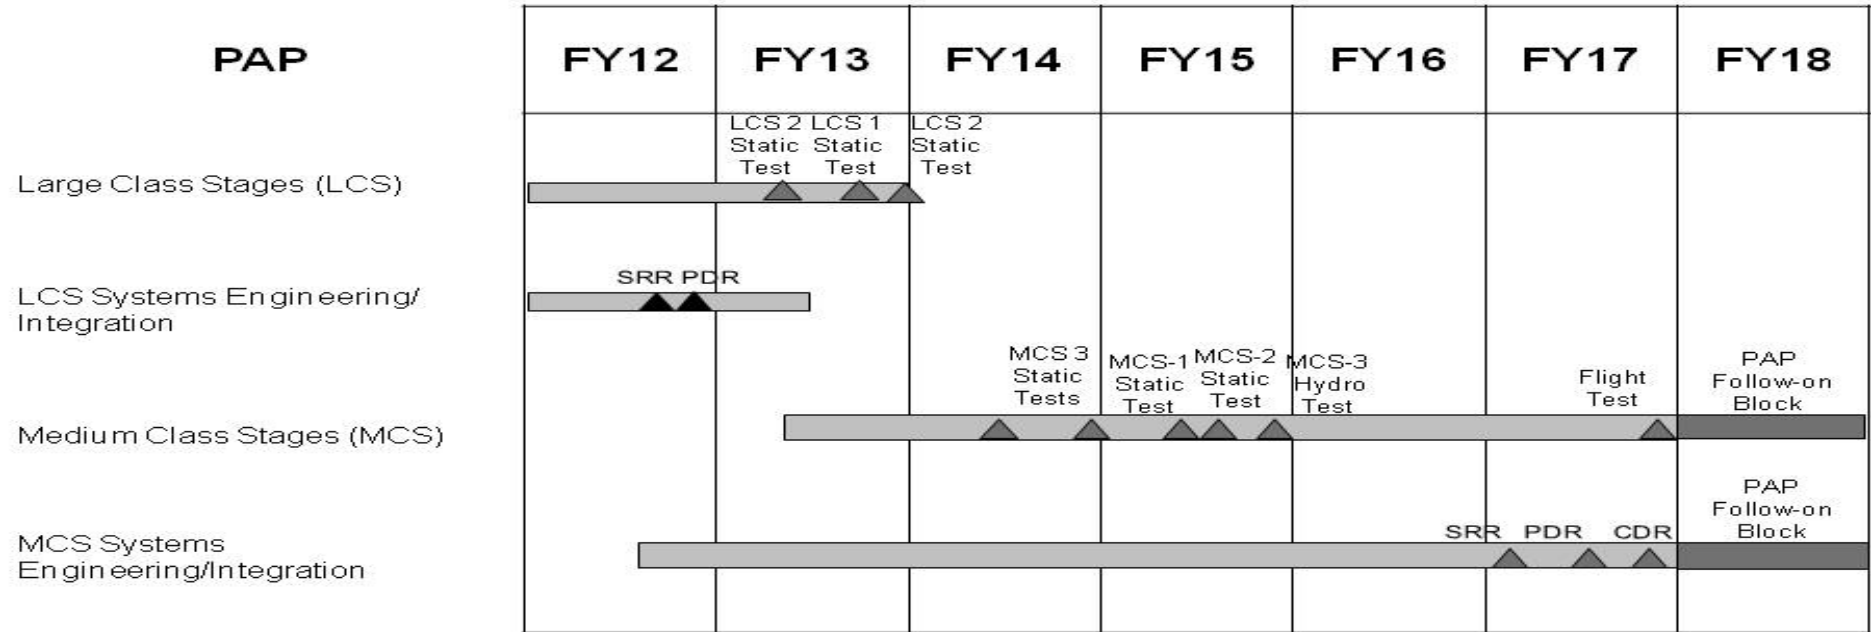 PAP FY12 FY13 FY14 FY15 FY16 FY17 FY18
LCS 2 LCS 1 LCS 2
Static Static Static
Test Test Test
Large Class Stages (LCS)
SRR PDR
LCS Systems Engineering/
Integration
MCS 3 MCS-1 MCS-2 MCS-3 Flight PAP
Static Static Static Hydro Test Follow-on
Tests Test Test Test Block
Medium Class Stages (MCS)
PAP
Follow-on
SRR PDR CDR Block
MCS Systems
Engineering/Integration